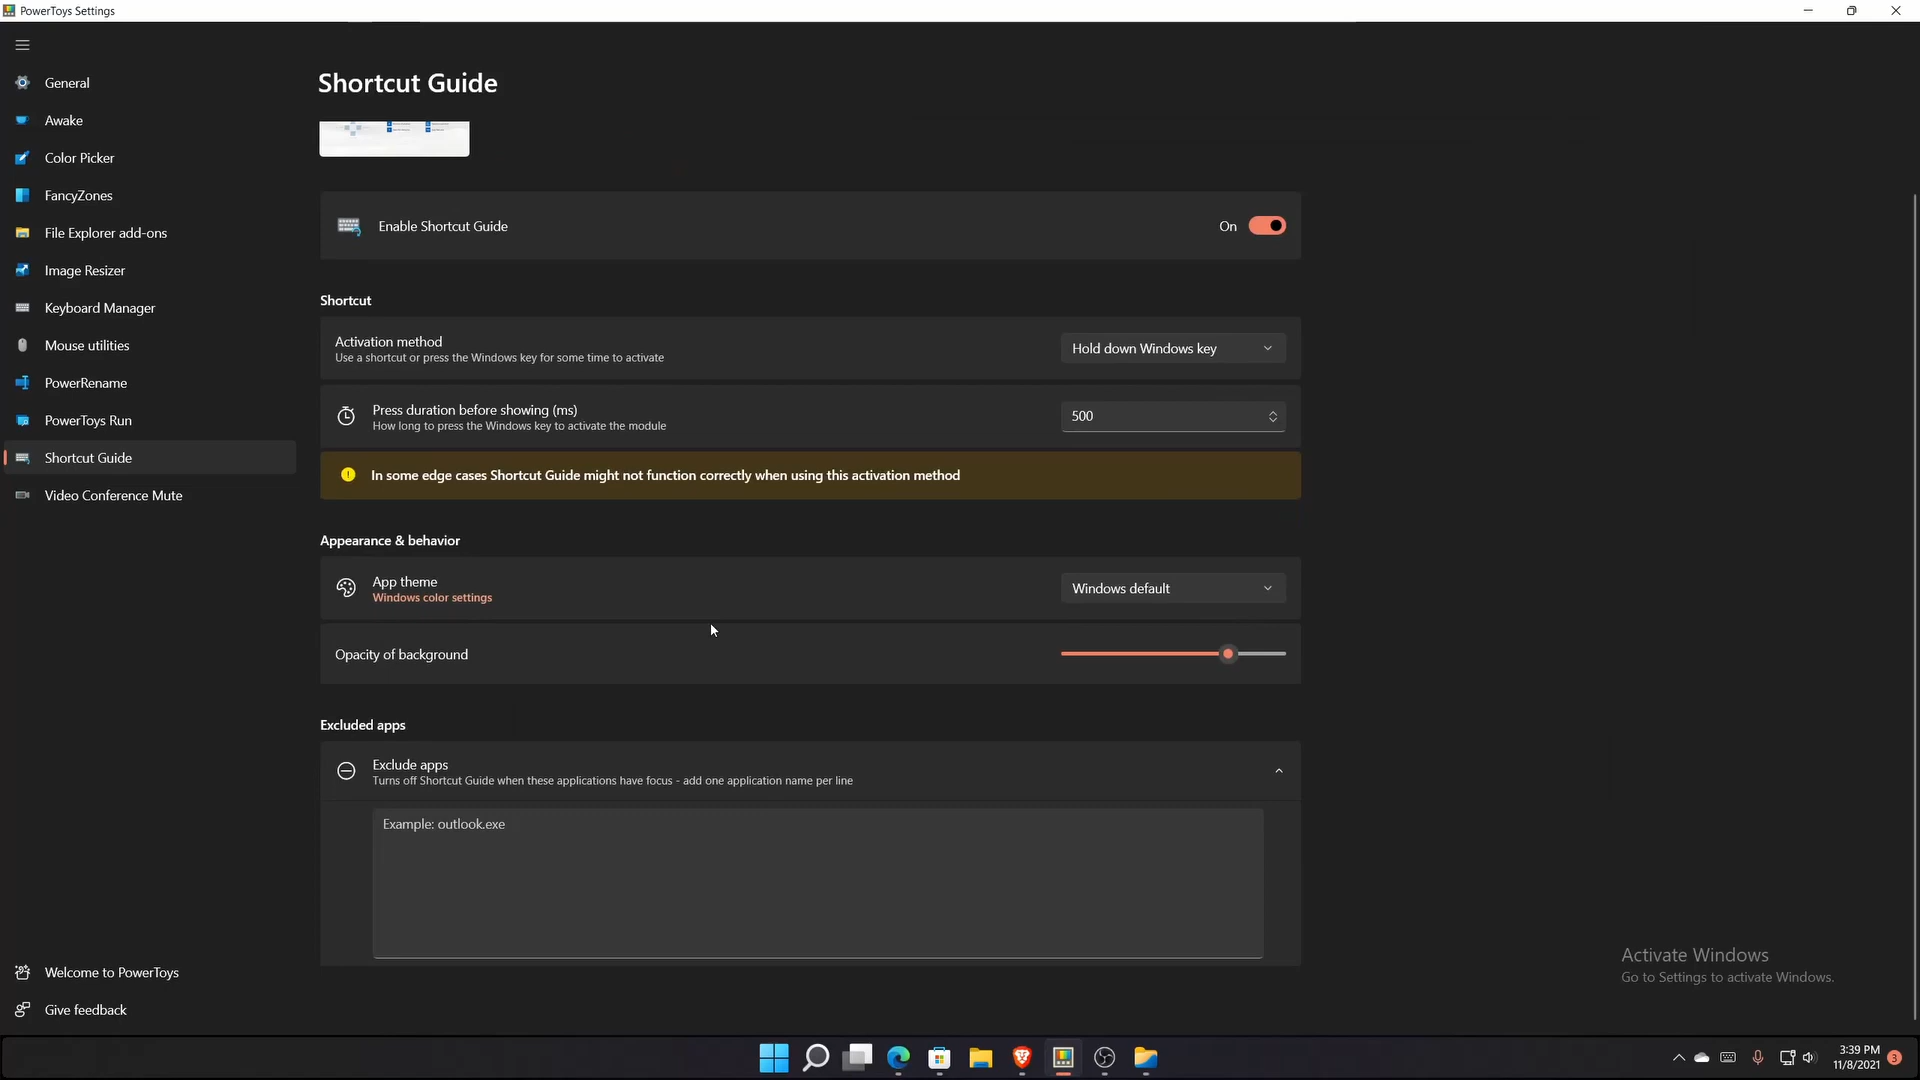 PowerToys Settings
General
Awake
Color Picker
FancyZones
File Explorer add-ons
Image Resizer
Keyboard Manager
Mouse utilities
PowerRename
PowerToys Run
Shortcut Guide
Video Conference Mute
Welcome to PowerToys
Give feedback
Shortcut Guide
Enable Shortcut Guide
On
Shortcut
Activation method
Use a shortcut or press the Windows key for some time to activate
Hold down Windows key
Press duration before showing (ms)
How long to press the Windows key to activate the module
500
In some edge cases Shortcut Guide might not function correctly when using this activation method
Appearance & behavior
App theme
Windows color settings
Windows default
Opacity of background
Excluded apps
Exclude apps
Turns off Shortcut Guide when these applications have focus - add one application name per line
Example: outlook.exe
Activate Windows
Go to Settings to activate Windows.
3:39 PM
11/8/2021
3